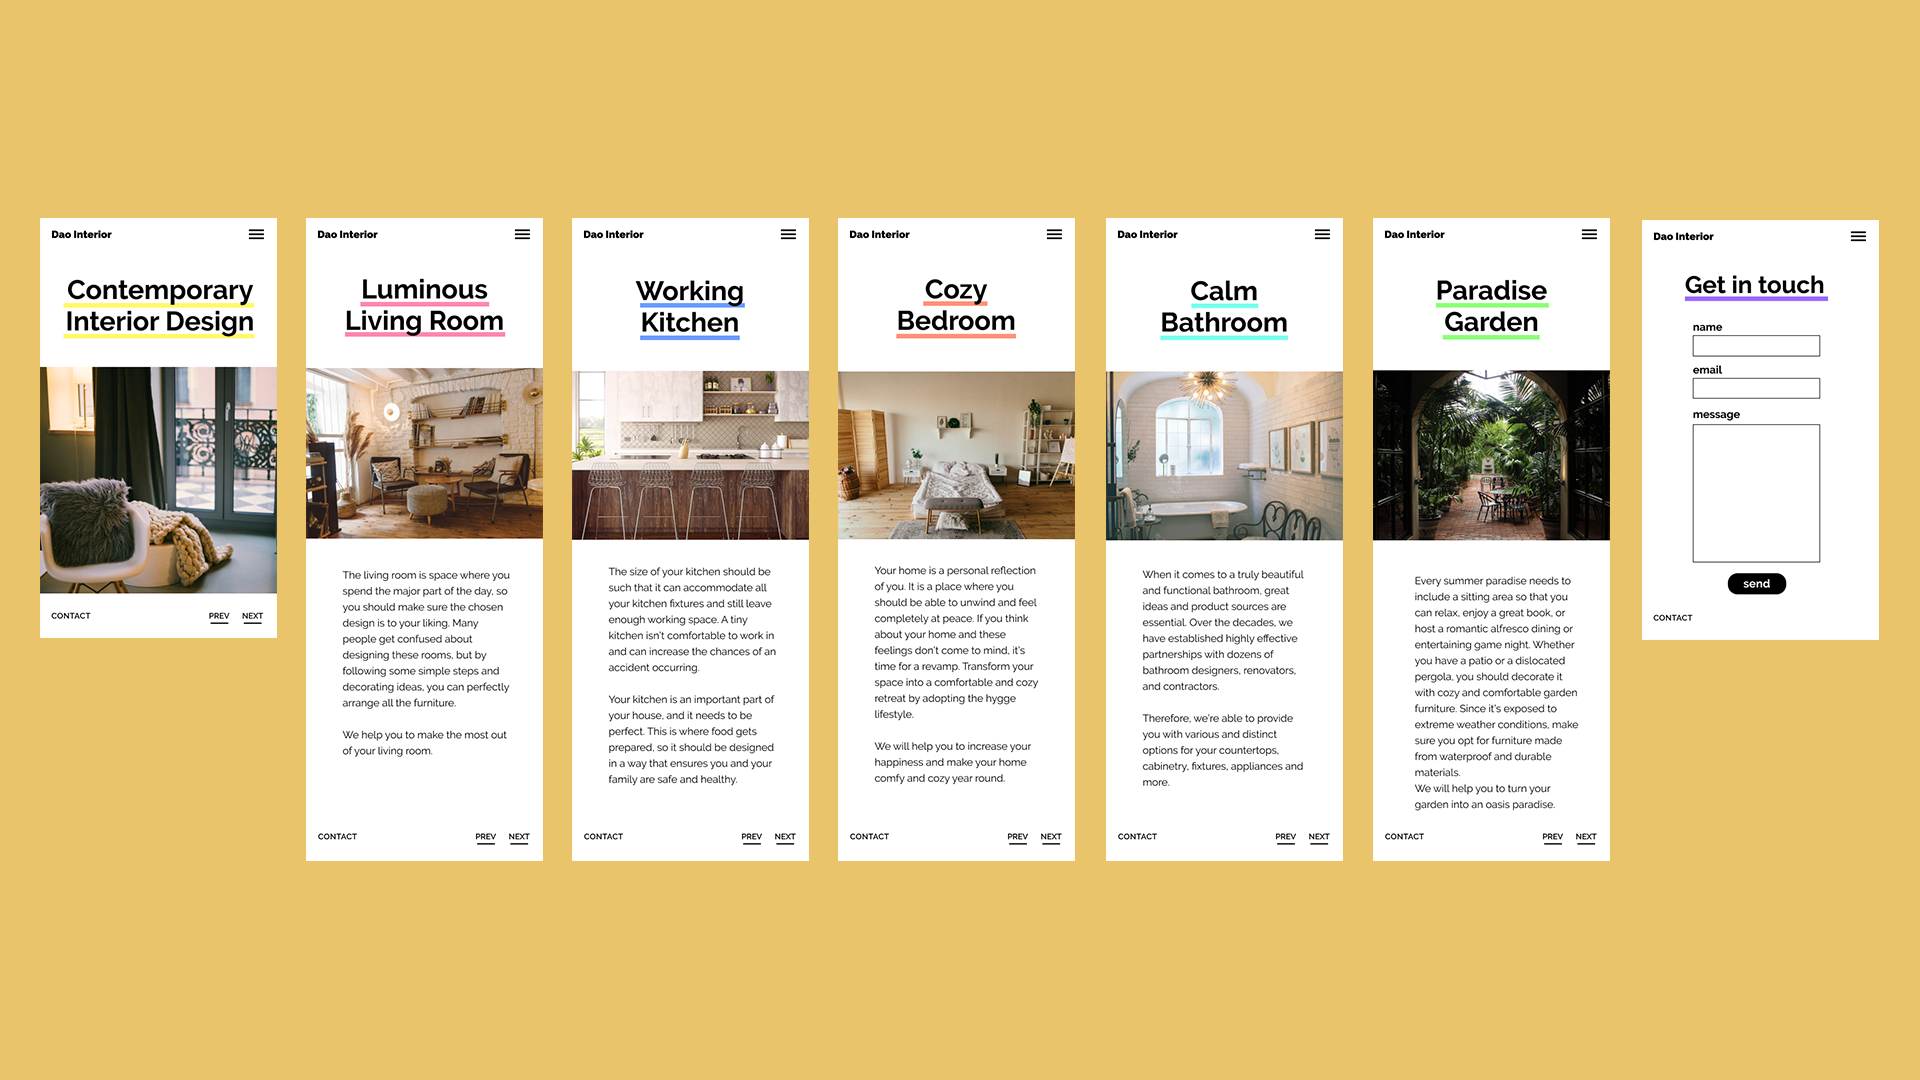 Dao Interior
Contemporary
Interior Design
CONTACT
PREV
NEXT
Dao Interior
Luminous
Living Room
The living room is space where you
spend the major part of the day, so
you should make sure the chosen
design is to your liking. Many
people get confused about
designing these rooms, but by
following some simple steps and
decorating ideas, you can perfectly
arrange all the furniture.
We help you to make the most out
of your living room.
CONTACT
PREV
NEXT
Dao Interior
Working
Kitchen
The size of your kitchen should be
such that it can accommodate all
your kitchen fixtures and still leave
enough working space. A tiny
kitchen isn't comfortable to work in
and can increase the chances of an
accident occurring.
Your kitchen is an important part of
your house, and it needs to be
perfect. This is where food gets
prepared, so it should be designed
in a way that ensures you and your
family are safe and healthy.
CONTACT
PREV
NEXT
Dao Interior
Cozy
Bedroom
Your home is a personal reflection
of you. It is a place where you
should be able to unwind and feel
completely at peace. If you think
about your home and these
feelings don't come to mind, it's
time for a revamp. Transform your
space into a comfortable and cozy
retreat by adopting the hygge
lifestyle.
We will help you to increase your
happiness and make your home
comfy and cozy year round.
CONTACT
PREV
NEXT
Dao Interior
Calm
Bathroom
When it comes to a truly beautiful
and functional bathroom, great
ideas and product sources are
essential. Over the decades, we
have established highly effective
partnerships with dozens of
bathroom designers, renovators,
and contractors.
Therefore, we're able to provide
you with various and distinct
options for your countertops,
cabinetry, fixtures, appliances and
more.
CONTACT
PREV
NEXT
Dao Interior
Paradise
Garden
Every summer paradise needs to
include a sitting area so that you
can relax, enjoy a great book, or
host a romantic alfresco dining or
entertaining game night. Whether
you have a patio or a dislocated
pergola, you should decorate it
with cozy and comfortable garden
furniture. Since it's exposed to
extreme weather conditions, make
sure you opt for furniture made
from waterproof and durable
materials.
We will help you to turn your
garden into an oasis paradise.
CONTACT
PREV
NEXT
Dao Interior
Get in touch
name
email
message
send
CONTACT